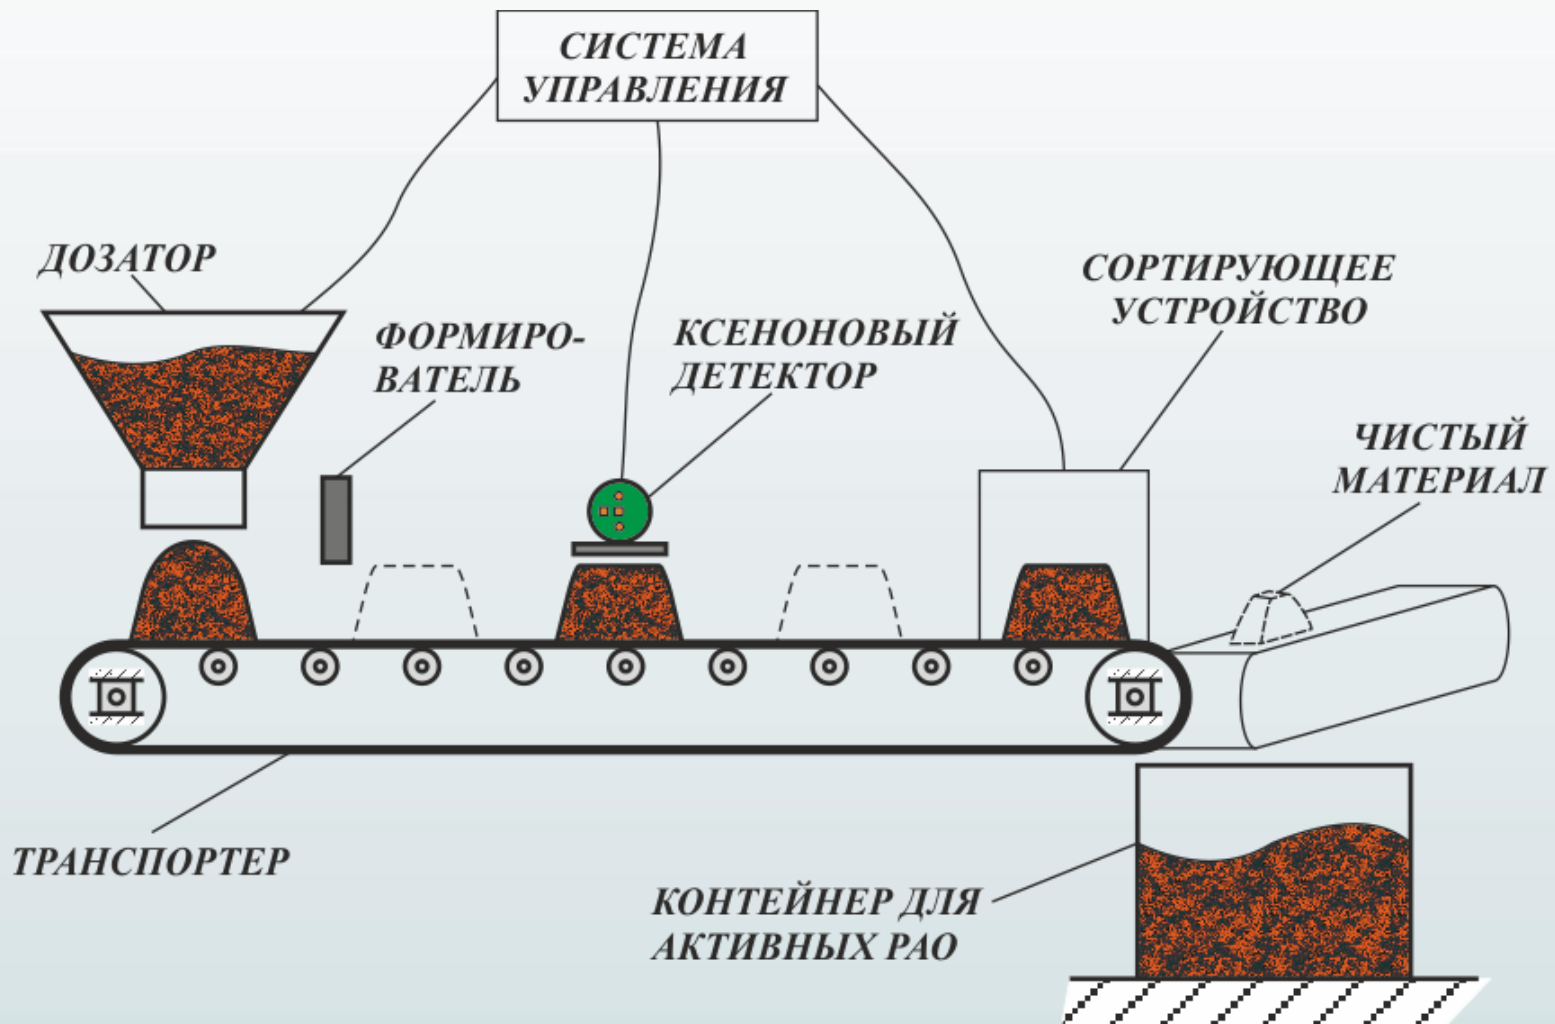 СИСТЕМА
УПРАВЛЕНИЯ
ДОЗАТОР
ФОРМИРО-
ВАТЕЛЬ
КСЕНОНОВЫЙ
ДЕТЕКТОР
СОРТИРУЮЩЕЕ
УСТРОЙСТВО
ЧИСТЫЙ
МАТЕРИАЛ
ТРАНСПОРТЕР
КОНТЕЙНЕР ДЛЯ
АКТИВНЫХ РАО